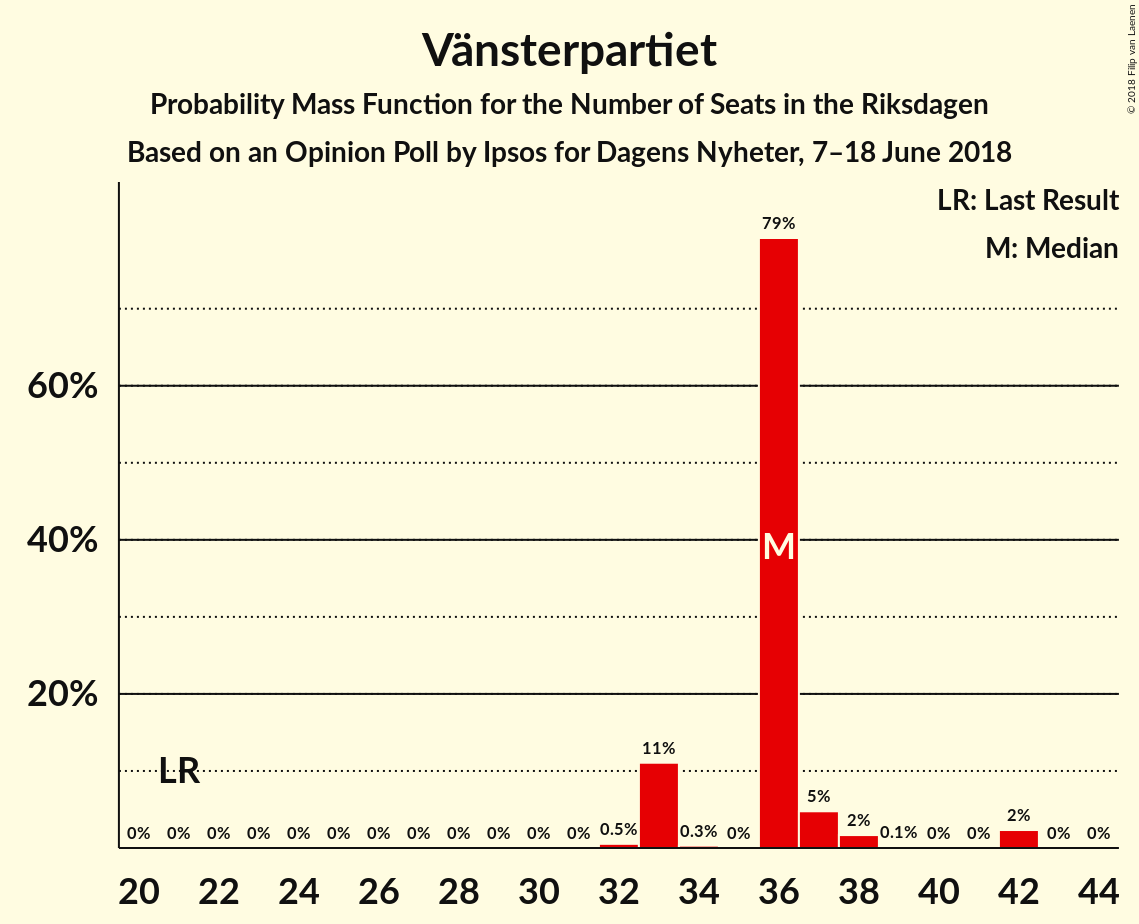 Vänsterpartiet
Probability Mass Function for the Number of Seats in the Riksdagen
Based on an Opinion Poll by Ipsos for Dagens Nyheter, 7–18 June 2018
© 2018 Filip van Laenen
LR: Last Result
M: Median
79%
60%
40%
M
20%
LR
11%
5%
2%
2%
0% 0% 0% 0% 0% 0% 0% 0% 0% 0% 0% 0% 0.5% 0.3% 0% 0.1% 0% 0% 0% 0%
20 22 24 26 28 30 32 34 36 38 40 42 44